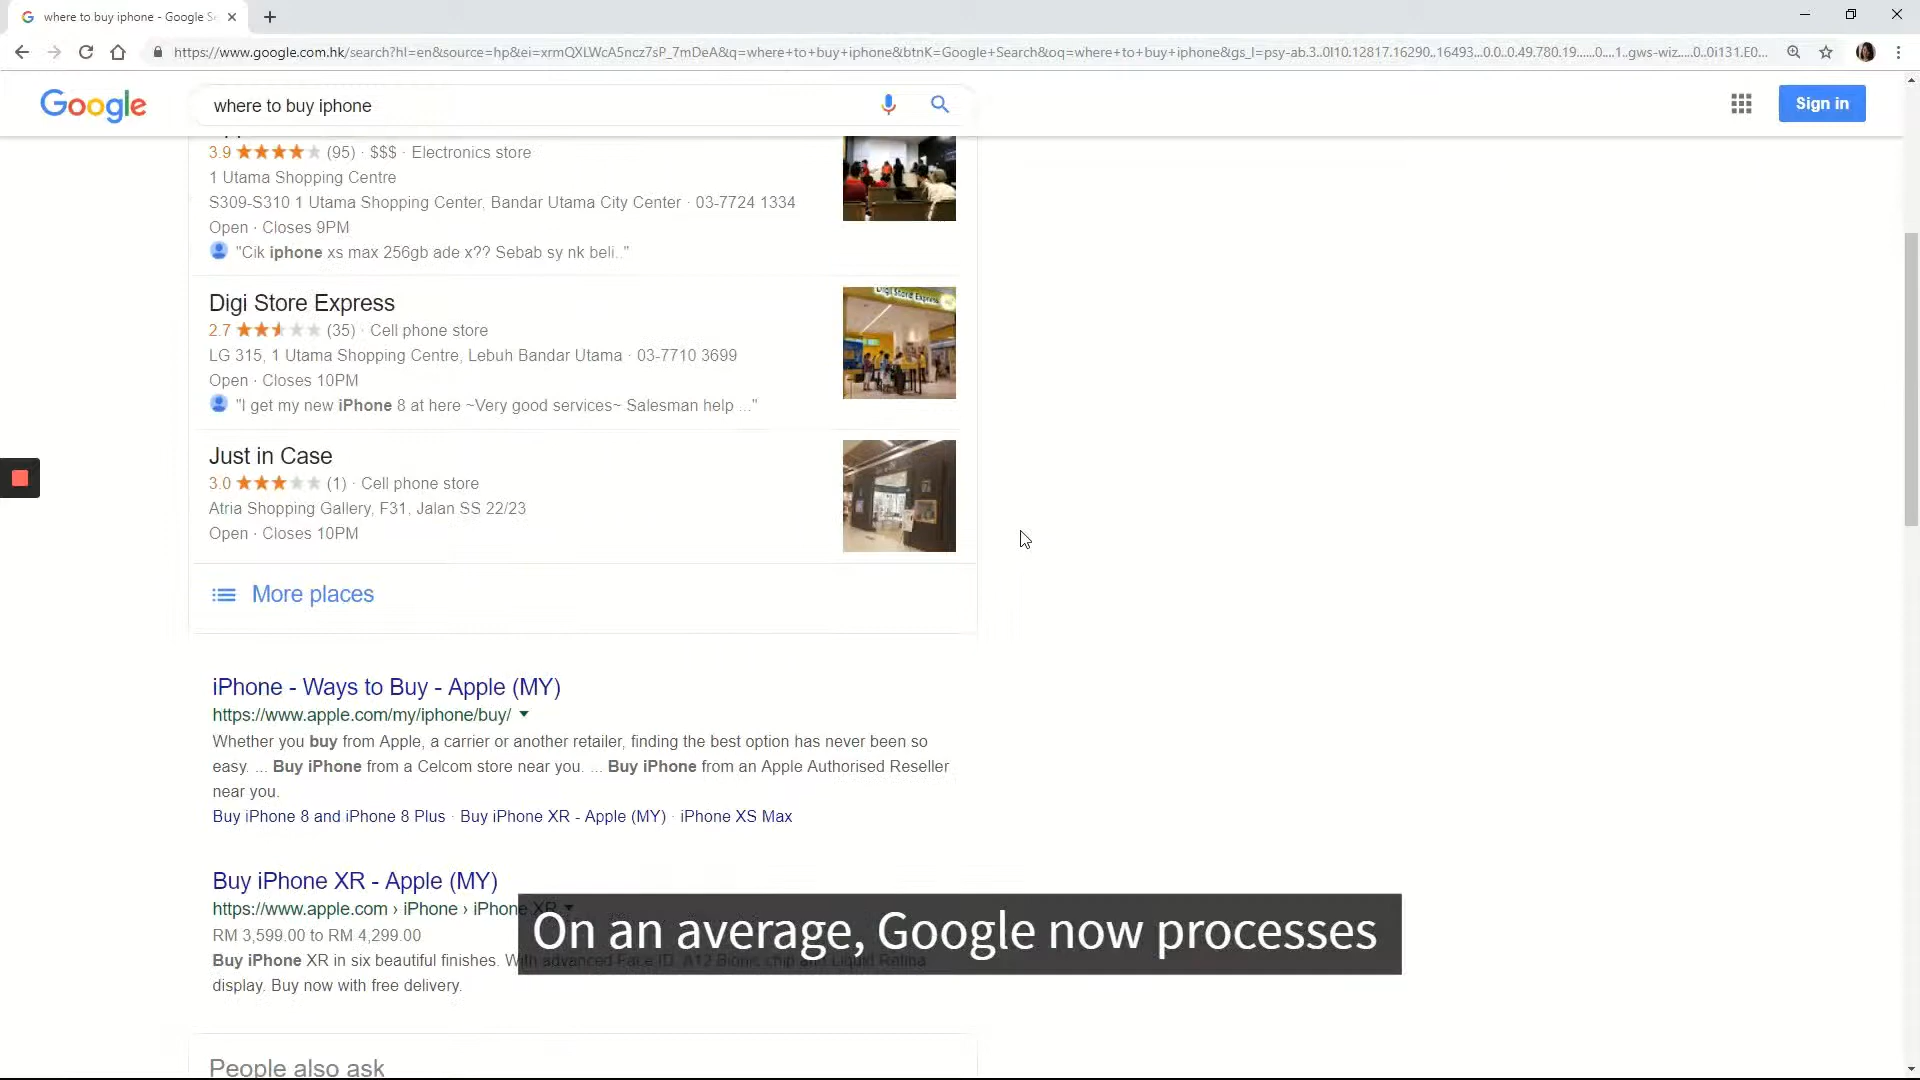 where to buy iphone - Google Se
https://www.google.com.hk/search?hl=en&source=hp&ei=xrmQXLWcA5ncz7sP_7mDeA&q=where+to+buy+iphone&btnK=Google+Search&oq=where+to+buy+iphone&gs_l=psy-ab.3..0l10.12817.16290..16493...0.0..0.49.780.19......0....1..gws-wiz.....0..0i131.E0...
Google
where to buy iphone
Sign in
3.9 (95) · $$$ · Electronics store
1 Utama Shopping Centre
S309-S310 1 Utama Shopping Center, Bandar Utama City Center · 03-7724 1334
Open · Closes 9PM
"Cik iphone xs max 256gb ade x?? Sebab sy nk beli.."
Digi Store Express
2.7 (35) · Cell phone store
LG 315, 1 Utama Shopping Centre, Lebuh Bandar Utama · 03-7710 3699
Open · Closes 10PM
"I get my new iPhone 8 at here ~Very good services~ Salesman help ..."
Just in Case
3.0 (1) · Cell phone store
Atria Shopping Gallery, F31, Jalan SS 22/23
Open · Closes 10PM
More places
iPhone - Ways to Buy - Apple (MY)
https://www.apple.com/my/iphone/buy/
Whether you buy from Apple, a carrier or another retailer, finding the best option has never been so
easy. ... Buy iPhone from a Celcom store near you. ... Buy iPhone from an Apple Authorised Reseller
near you.
Buy iPhone 8 and iPhone 8 Plus · Buy iPhone XR - Apple (MY) · iPhone XS Max
Buy iPhone XR - Apple (MY)
https://www.apple.com › iPhone › iPhone XR
RM 3,599.00 to RM 4,299.00
Buy iPhone XR in six beautiful finishes. With advanced Face ID, A12 Bionic chip and Liquid Retina
display. Buy now with free delivery.
On an average, Google now processes
People also ask